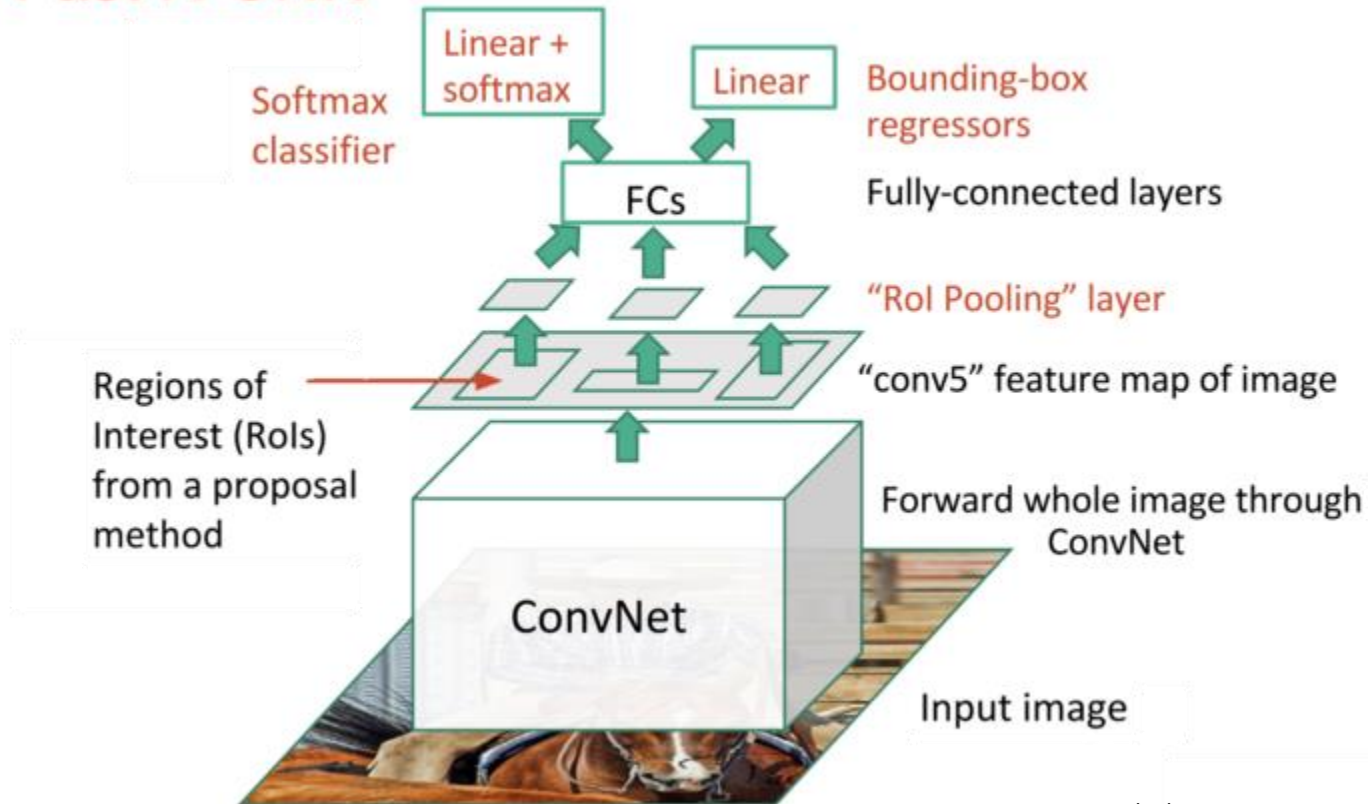 Linear +
softmax
Linear
Softmax
classifier
Bounding-box
regressors
FCs
Fully-connected layers
“RoI Pooling” layer
Regions of
Interest (RoIs)
from a proposal
method
“conv5” feature map of image
Forward whole image through
ConvNet
ConvNet
Input image